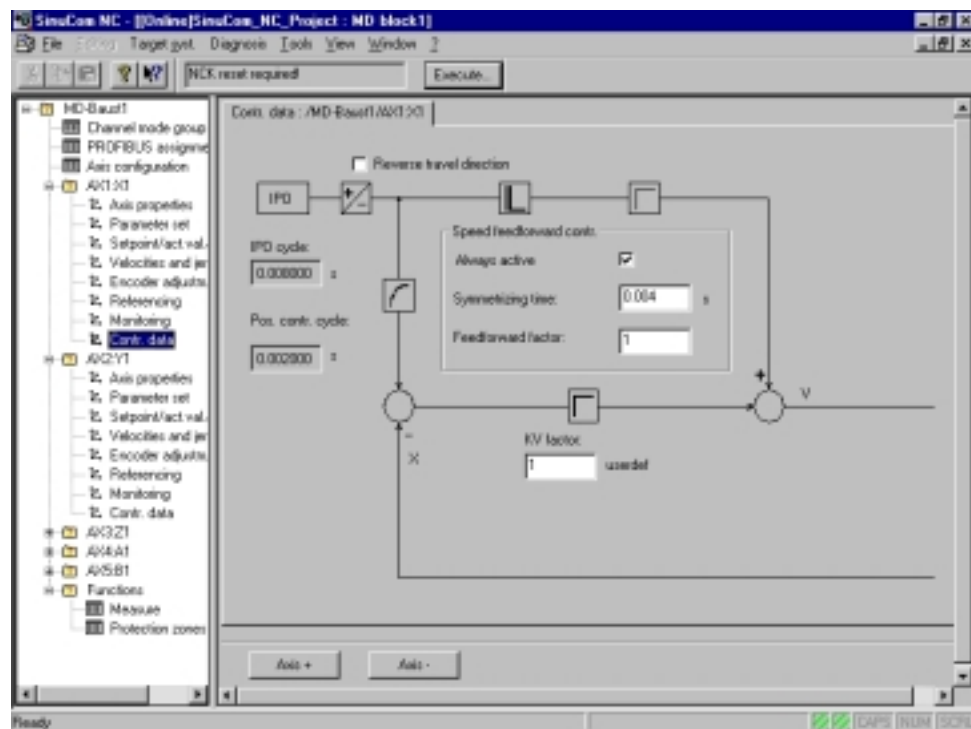 SinuCom NC - [[Online]SinuCom_NC_Project : MD block1]
File Target syst. Diagnosis Tools View Window ?
NCK reset required! Execute...
MD-Baust1
Channel mode group
PROFIBUS assignme
Axis configuration
AX1:X1
Axis properties
Parameter set
Setpoint/act.val.
Velocities and jer
Encoder adjustm.
Referencing
Monitoring
Contr. data
AX2:Y1
Axis properties
Parameter set
Setpoint/act.val.
Velocities and jer
Encoder adjustm.
Referencing
Monitoring
Contr. data
AX3:Z1
AX4:A1
AX5:B1
Functions
Measure
Protection zones
Contr. data : /MD-Baust1/AX1:X1
Reverse travel direction
IPO
+/-
IPO cycle:
0.008000 s
Pos. contr. cycle:
0.002000 s
Speed feedforward contr.
Always active
Symmetrizing time: 0.004 s
Feedforward factor: 1
+
V
-
X
KV factor:
1 userdef
Axis + Axis -
Ready CAPS NUM SCRL